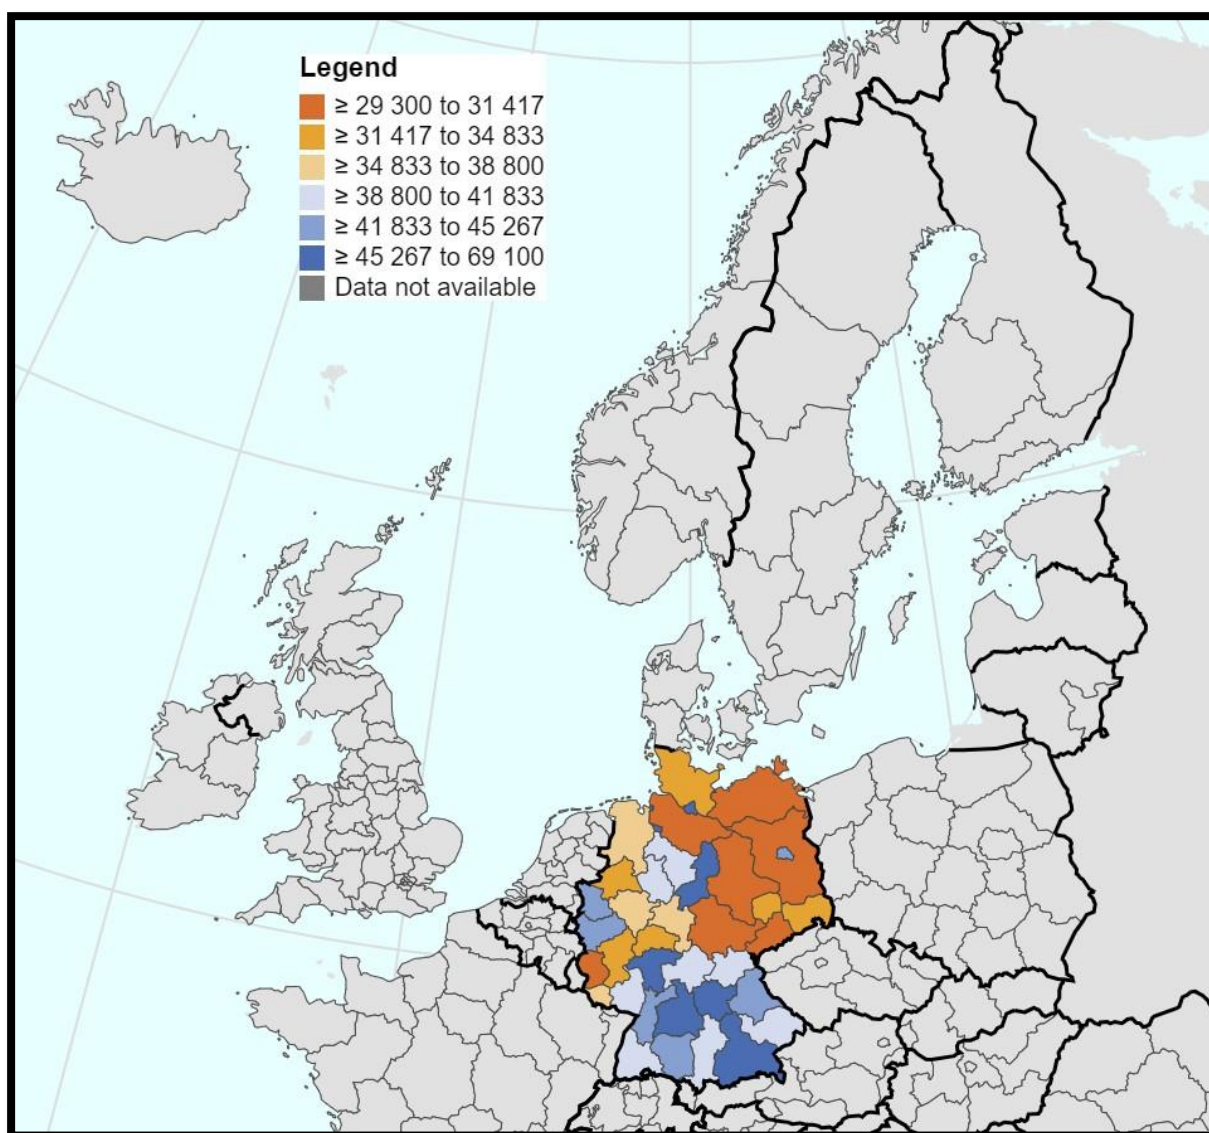 Legend
≥ 29 300 to 31 417
≥ 31 417 to 34 833
≥ 34 833 to 38 800
≥ 38 800 to 41 833
≥ 41 833 to 45 267
≥ 45 267 to 69 100
Data not available